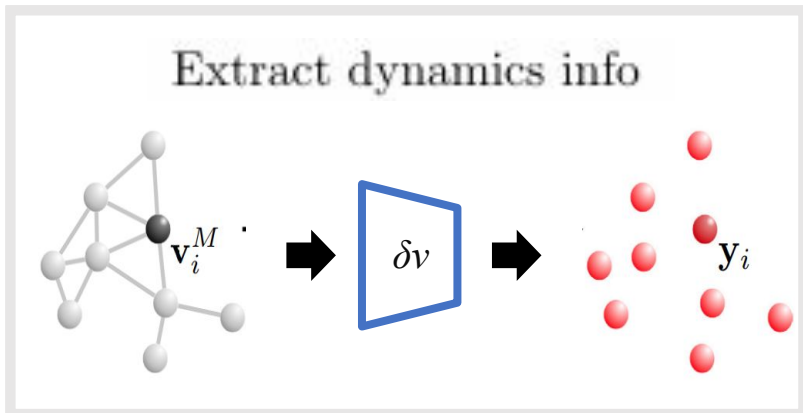 Extract dynamics info
v_i^M
δv
y_i